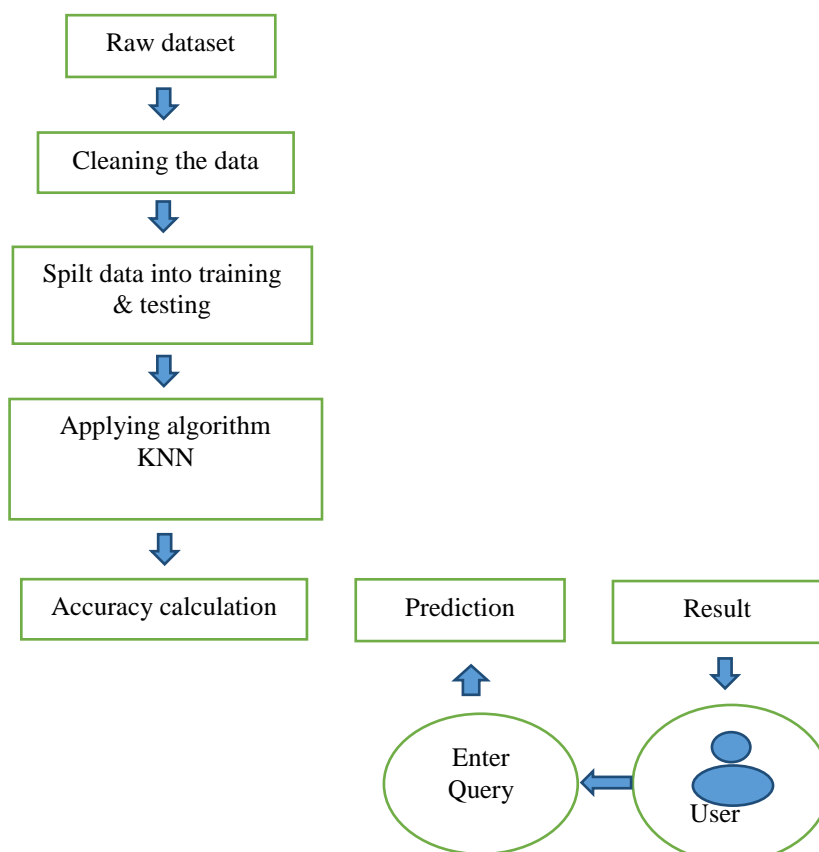 Raw dataset
Cleaning the data
Spilt data into training
& testing
Applying algorithm
KNN
Accuracy calculation
Prediction
Result
Enter
Query
User